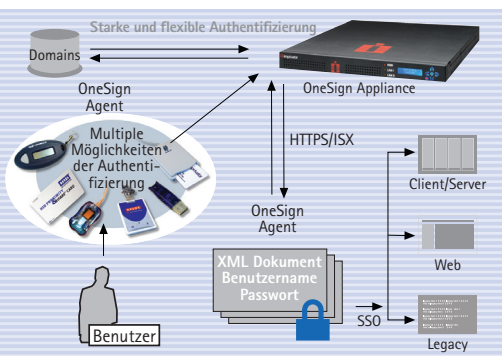 Starke und flexible Authentifizierung
Domains
OneSign Appliance
OneSign
Agent
Multiple
Möglichkeiten
der Authenti-
fizierung
HTTPS/ISX
Client/Server
OneSign
Agent
XML Dokument
Benutzername
Passwort
Web
SSO
Benutzer
Legacy